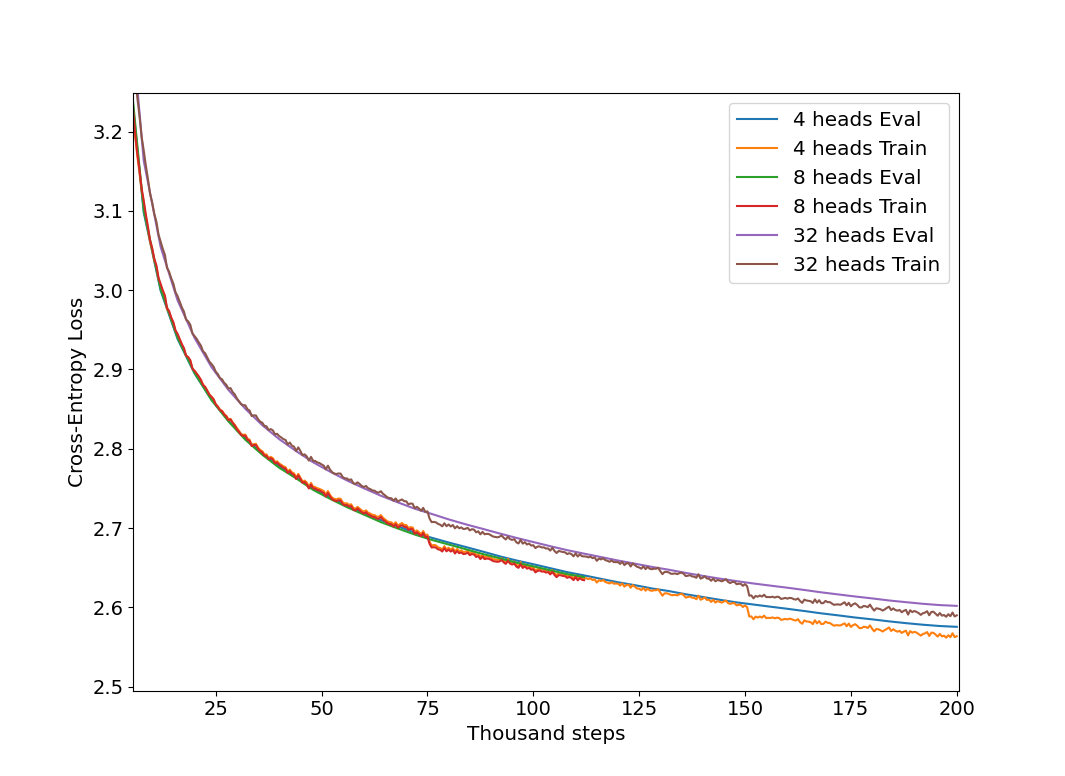 4 heads Eval
4 heads Train
8 heads Eval
8 heads Train
32 heads Eval
32 heads Train
3.2
3.1
3.0
2.9
2.8
2.7
2.6
2.5
Cross-Entropy Loss
25 50 75 100 125 150 175 200
Thousand steps